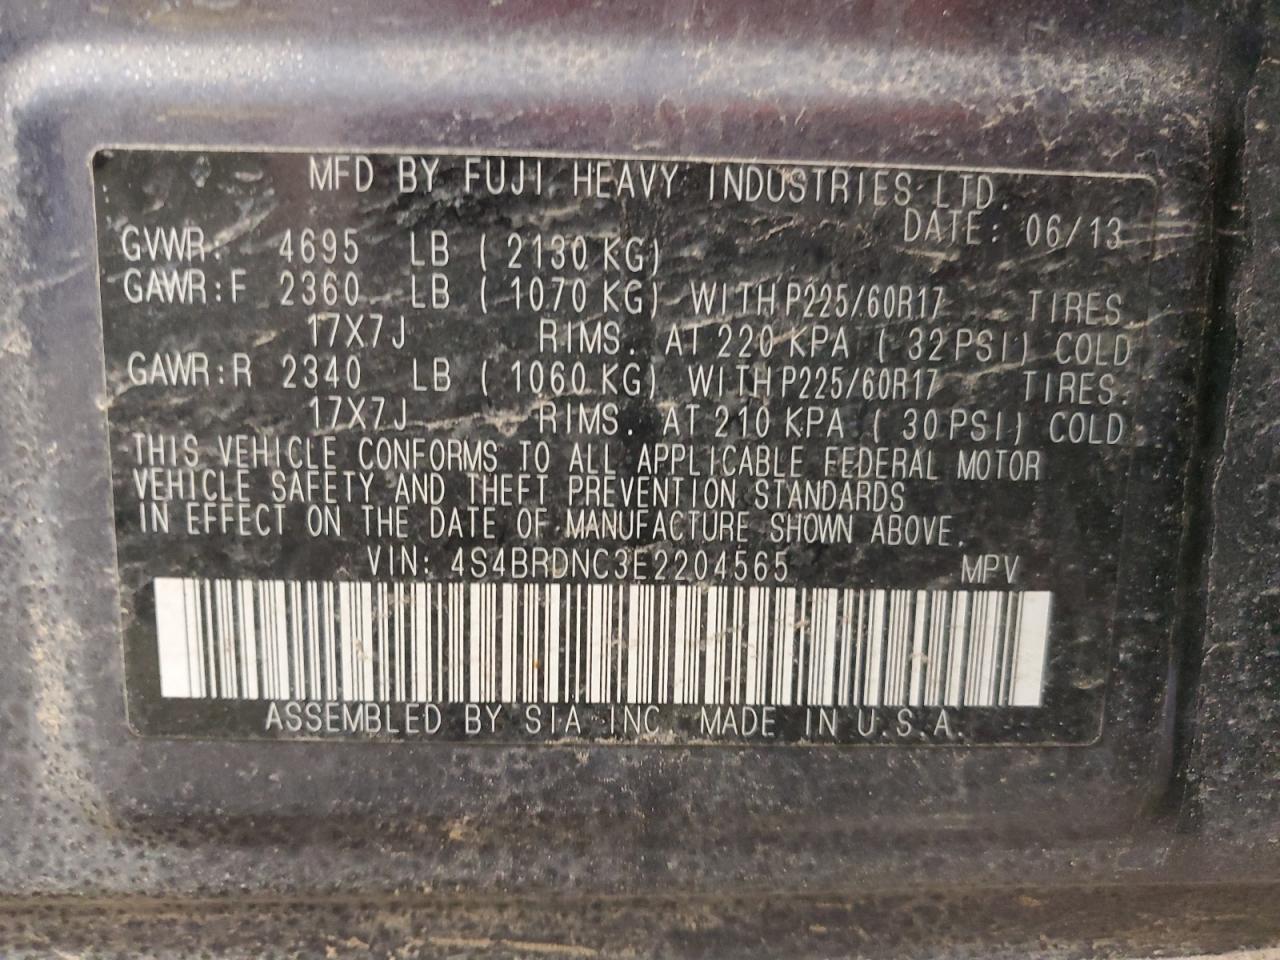 MFD BY FUJI HEAVY INDUSTRIES LTD.
DATE: 06/13
GVWR: 4695 LB ( 2130 KG)
GAWR:F 2360 LB ( 1070 KG) WITH P225/60R17 TIRES
17X7J RIMS. AT 220 KPA ( 32 PSI) COLD
GAWR:R 2340 LB ( 1060 KG) WITH P225/60R17 TIRES.
17X7J RIMS. AT 210 KPA ( 30 PSI) COLD
THIS VEHICLE CONFORMS TO ALL APPLICABLE FEDERAL MOTOR
VEHICLE SAFETY AND THEFT PREVENTION STANDARDS
IN EFFECT ON THE DATE OF MANUFACTURE SHOWN ABOVE.
VIN: 4S4BRDNC3E2204565 MPV
ASSEMBLED BY SIA INC. MADE IN U.S.A.